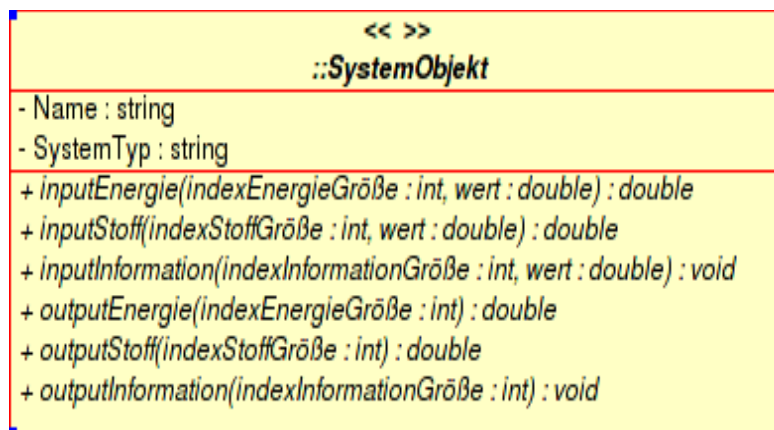 << >>
::SystemObjekt
- Name : string
- SystemTyp : string
+ inputEnergie(indexEnergieGröße : int, wert : double) : double
+ inputStoff(indexStoffGröße : int, wert : double) : double
+ inputInformation(indexInformationGröße : int, wert : double) : void
+ outputEnergie(indexEnergieGröße : int) : double
+ outputStoff(indexStoffGröße : int) : double
+ outputInformation(indexInformationGröße : int) : void